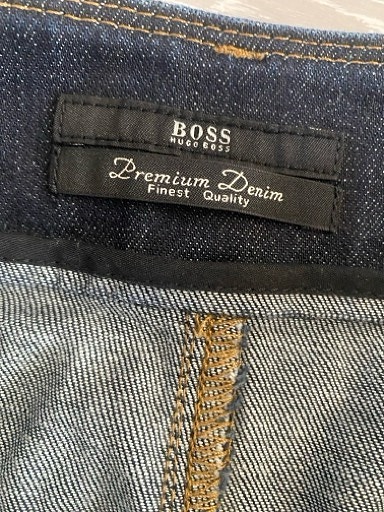 BOSS
HUGO BOSS
Premium Denim
Finest Quality